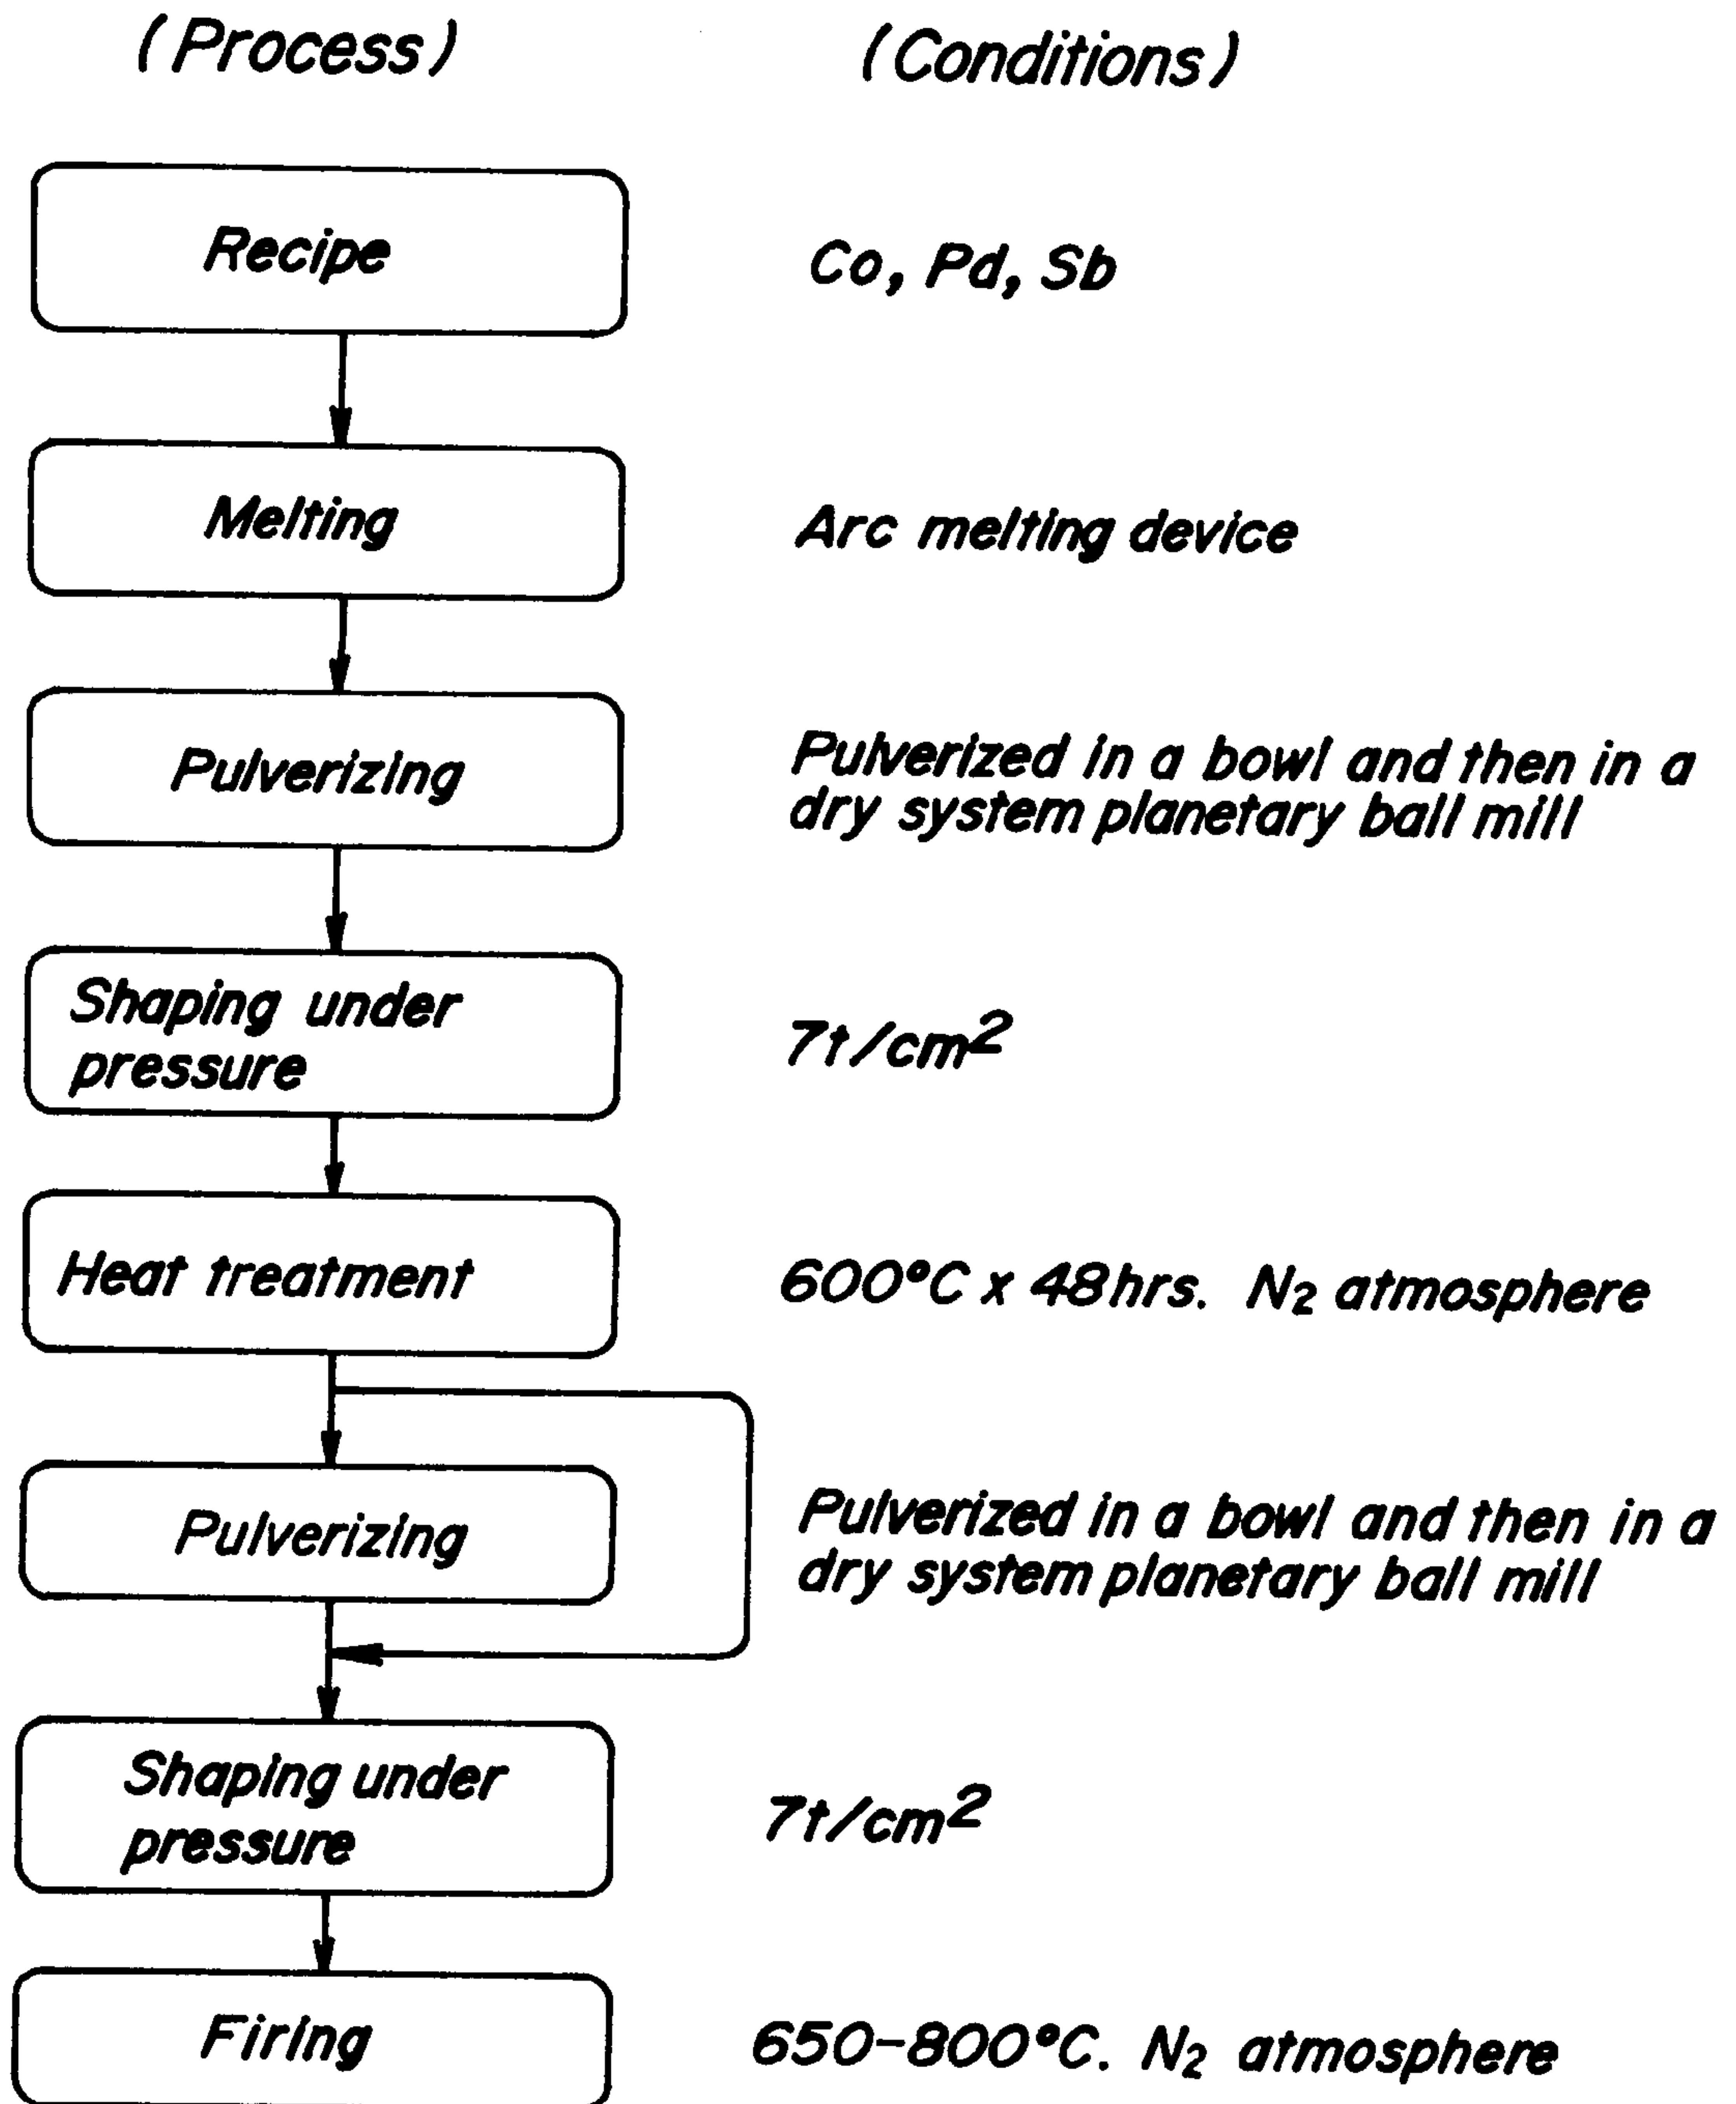 (Process)
(Conditions)
Recipe
Co, Pd, Sb
Melting
Arc melting device
Pulverizing
Pulverized in a bowl and then in a
dry system planetary ball mill
Shaping under
pressure
7t/cm²
Heat treatment
600°C x 48hrs. N₂ atmosphere
Pulverizing
Pulverized in a bowl and then in a
dry system planetary ball mill
Shaping under
pressure
7t/cm²
Firing
650-800°C. N₂ atmosphere